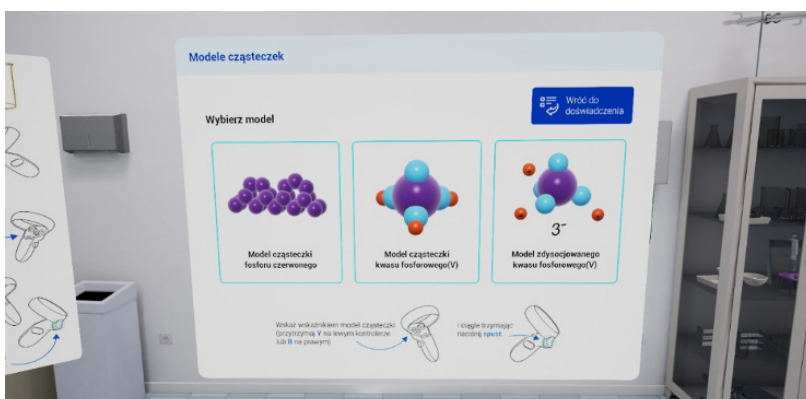 Modele cząsteczek
Wróć do
doświadczenia
Wybierz model
Model cząsteczki
fosforu czerwonego
Model cząsteczki
kwasu fosforowego(V)
3-
Model zdysocjowanego
kwasu fosforowego(V)
Wskaż wskaźnikiem model cząsteczki
(przytrzymaj Y na lewym kontrolerze
lub B na prawym)
i ciągle trzymając
naciśnij spust.